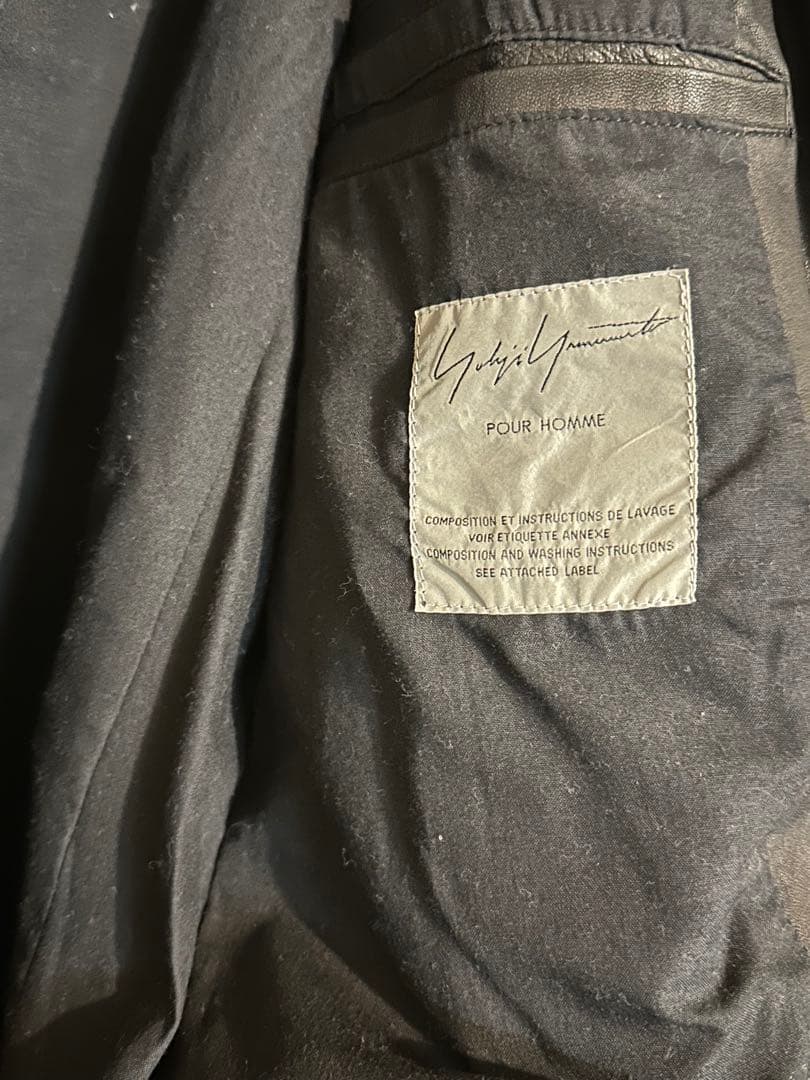 Yohji Yamamoto
POUR HOMME
COMPOSITION ET INSTRUCTIONS DE LAVAGE
VOIR ETIQUETTE ANNEXE
COMPOSITION AND WASHING INSTRUCTIONS
SEE ATTACHED LABEL